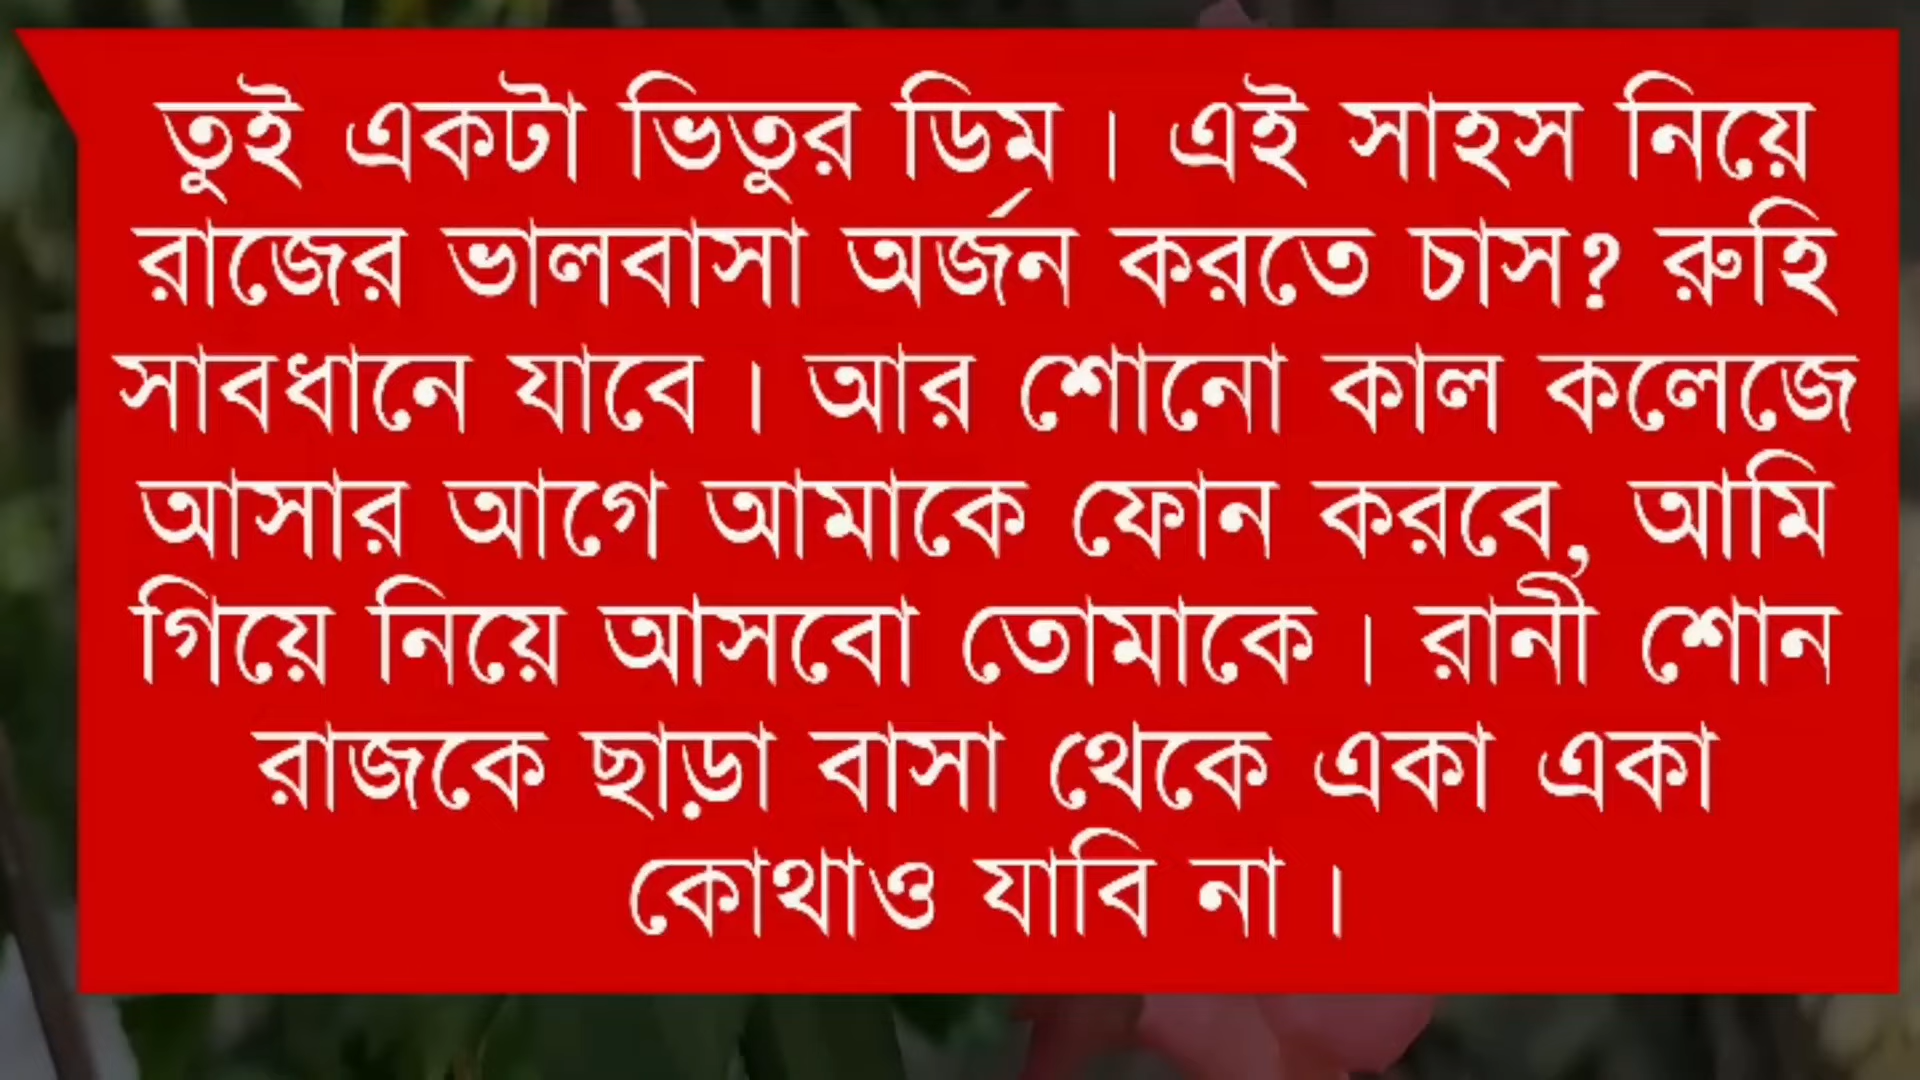 তুই একটা ভিতুর ডিম। এই সাহস নিয়ে
রাজের ভালবাসা অর্জন করতে চাস? রুহি
সাবধানে যাবে। আর শোনো কাল কলেজে
আসার আগে আমাকে ফোন করবে, আমি
গিয়ে নিয়ে আসবো তোমাকে। রানী শোন
রাজকে ছাড়া বাসা থেকে একা একা
কোথাও যাবি না।